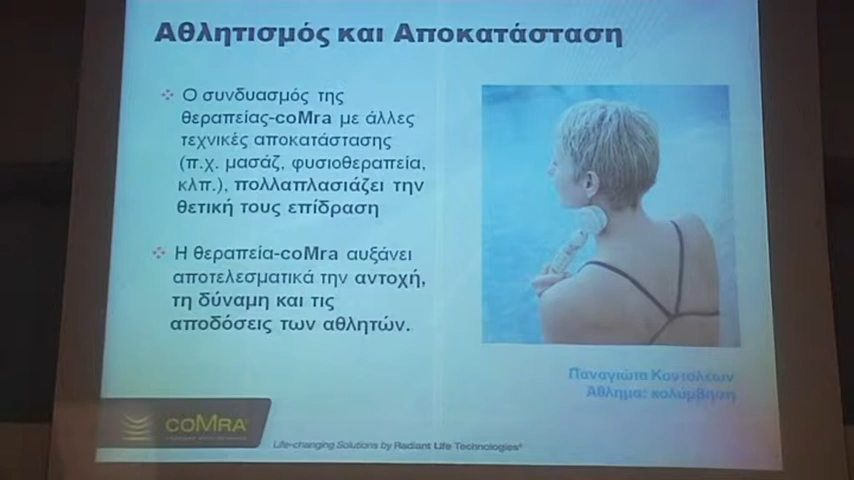 Αθλητισμός και Αποκατάσταση
Ο συνδυασμός της
θεραπείας-coMra με άλλες
τεχνικές αποκατάστασης
(π.χ. μασάζ, φυσιοθεραπεία,
κλπ.), πολλαπλασιάζει την
θετική τους επίδραση
Η θεραπεία-coMra αυξάνει
αποτελεσματικά την αντοχή,
τη δύναμη και τις
αποδόσεις των αθλητών.
Παναγιώτα Κοντολέων
Άθλημα: κολύμβηση
coMra
Life-changing Solutions by Radiant Life Technologies®